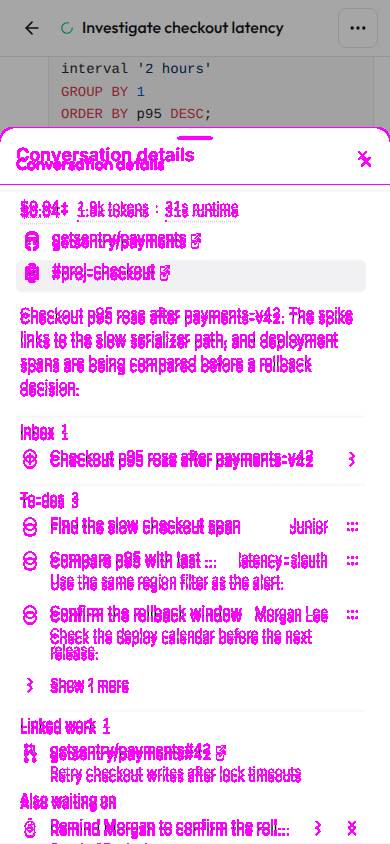 Investigate checkout latency
interval '2 hours'
GROUP BY 1
ORDER BY p95 DESC;
Conversation details
1.9k tokens · 31s runtime
getsentry/payments
#proj-checkout
Checkout p95 rose after payments-v42. The spike
links to the slow serializer path, and deployment
spans are being compared before a rollback
decision.
Inbox 1
Checkout p95 rose after payments-v42
To-dos 3
Find the slow checkout span Junior
Compare p95 with last ... latency-sleuth
Use the same region filter as the alert.
Confirm the rollback window Morgan Lee
Check the deploy calendar before the next
release.
Show 1 more
Linked work 1
getsentry/payments#42
Retry checkout writes after lock timeouts
Also waiting on
Remind Morgan to confirm the roll...